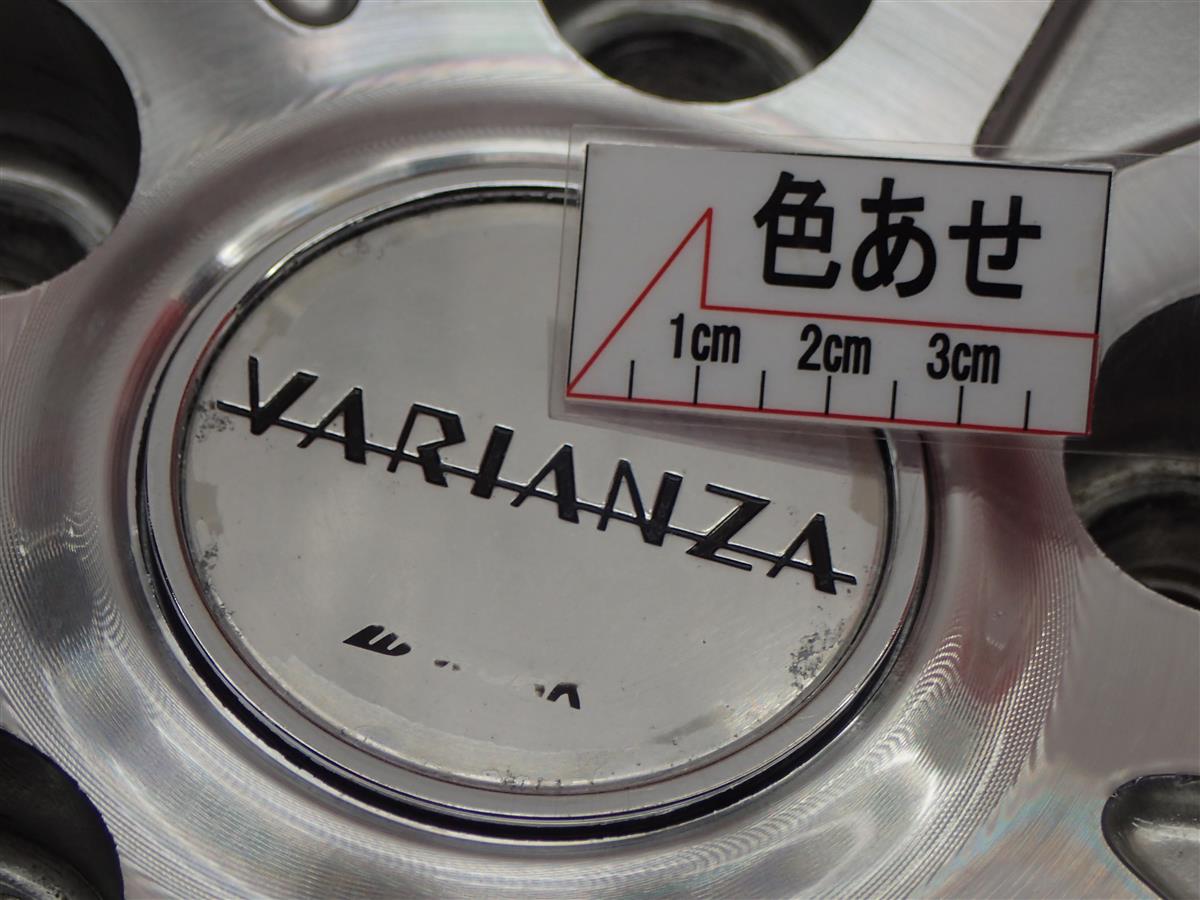 色あせ
1cm 2cm 3cm
VARIANZA